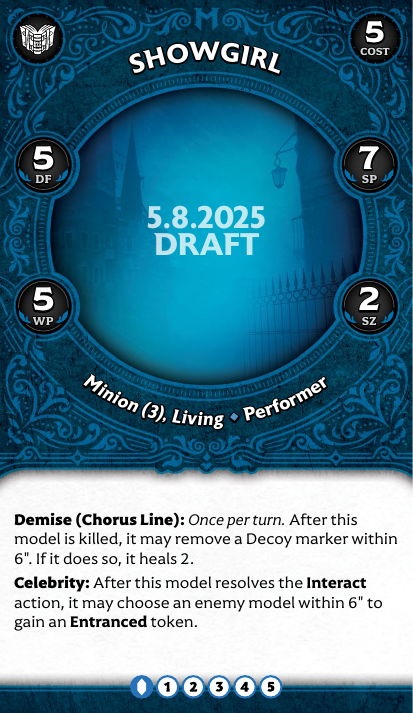 SHOWGIRL
5
COST
5
DF
7
SP
5.8.2025
DRAFT
5
WP
2
SZ
Minion (3), Living ⬥ Performer
Demise (Chorus Line): Once per turn. After this
model is killed, it may remove a Decoy marker within
6". If it does so, it heals 2.
Celebrity: After this model resolves the Interact
action, it may choose an enemy model within 6" to
gain an Entranced token.
1 2 3 4 5